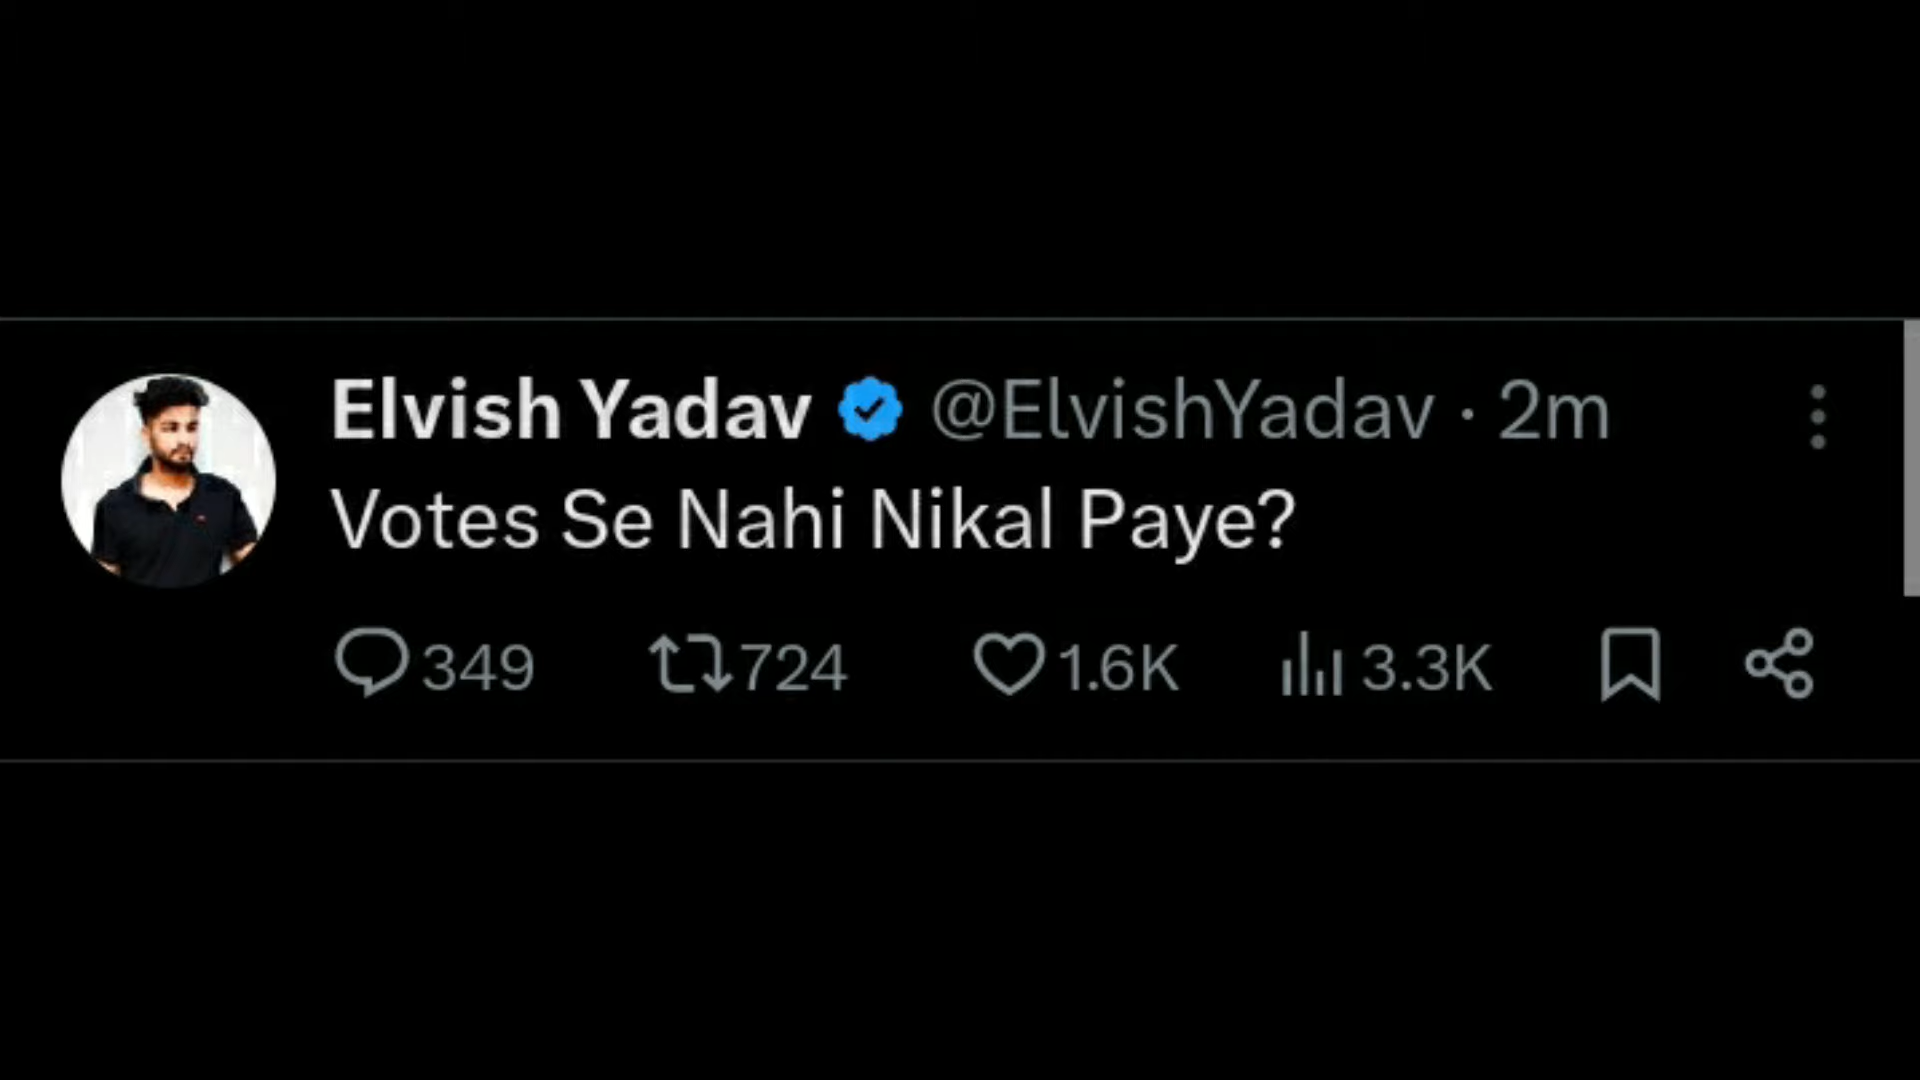 Elvish Yadav @ElvishYadav · 2m
Votes Se Nahi Nikal Paye?
349 724 1.6K 3.3K